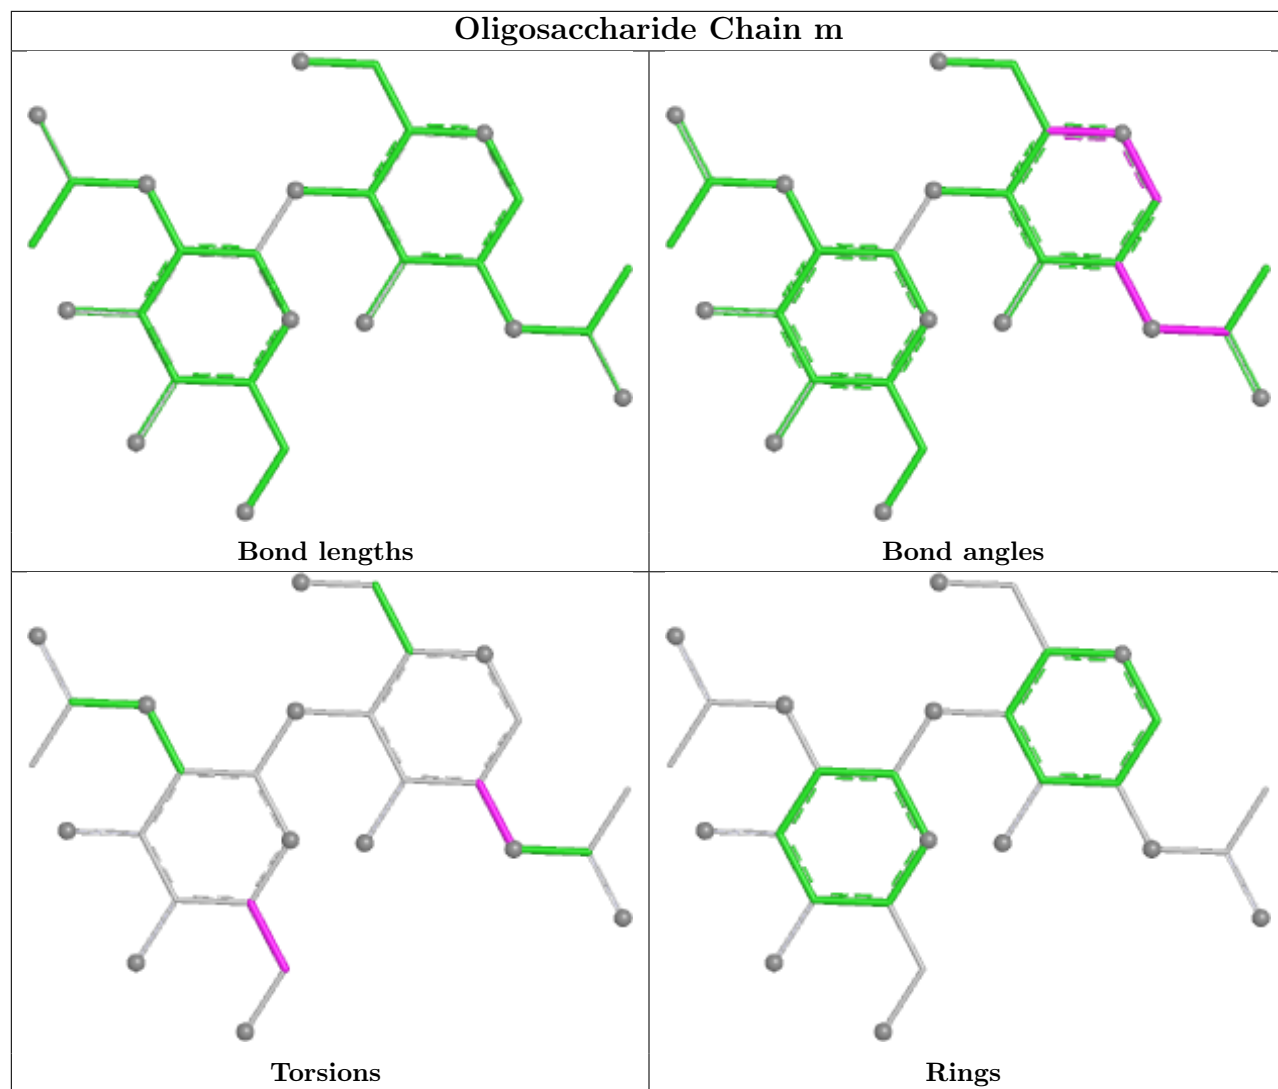 Oligosaccharide Chain m
Bond lengths
Bond angles
Torsions
Rings